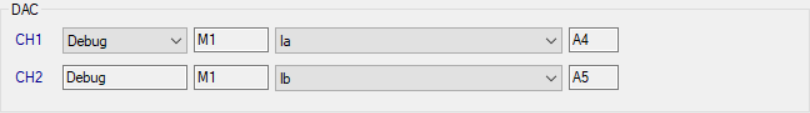 DAC
CH1 Debug M1 Ia A4
CH2 Debug M1 Ib A5